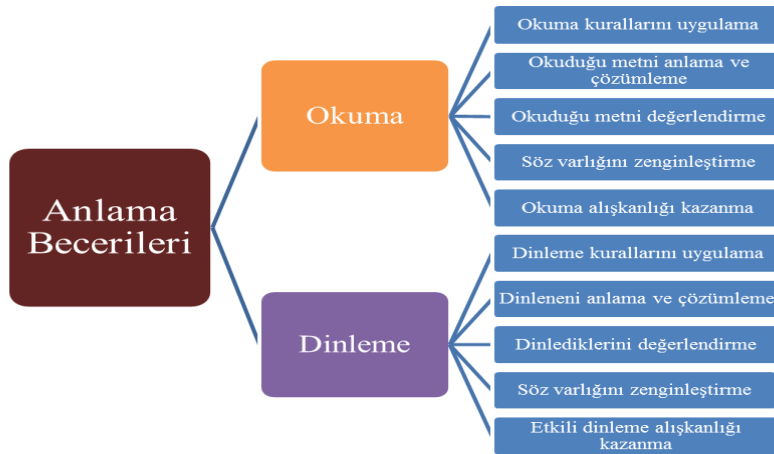 Anlama
Becerileri
Okuma
Okuma kurallarını uygulama
Okuduğu metni anlama ve
çözümleme
Okuduğu metni değerlendirme
Söz varlığını zenginleştirme
Okuma alışkanlığı kazanma
Dinleme
Dinleme kurallarını uygulama
Dinleneni anlama ve çözümleme
Dinlediklerini değerlendirme
Söz varlığını zenginleştirme
Etkili dinleme alışkanlığı
kazanma